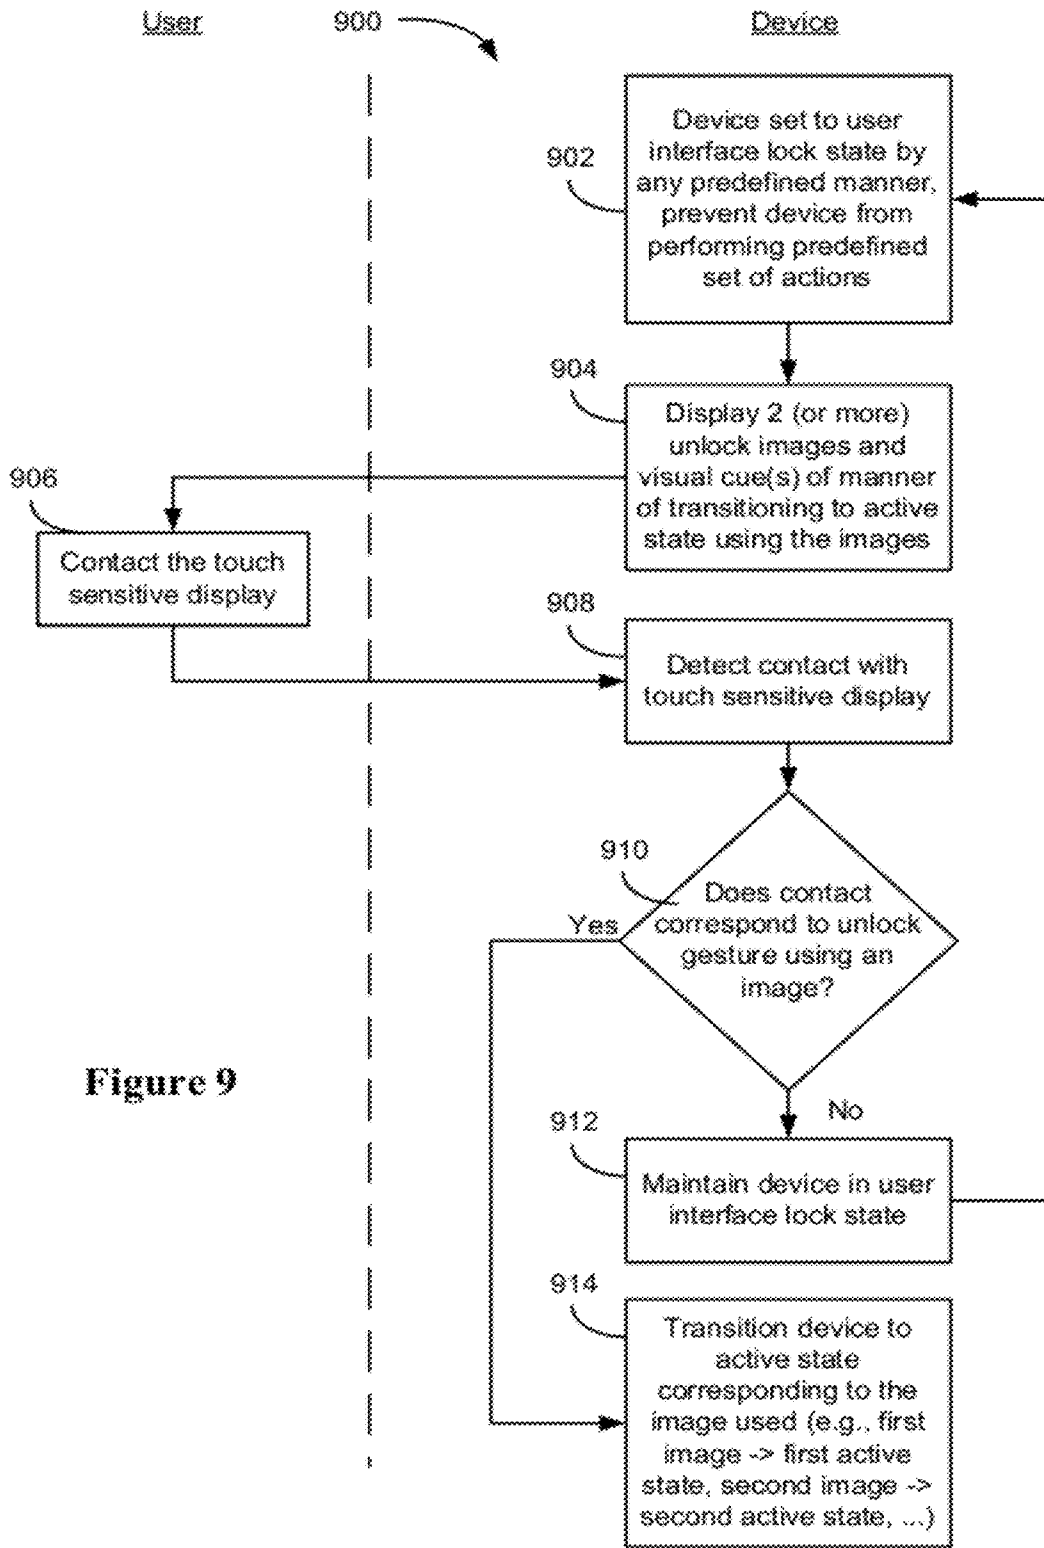 User
900
Device
902
Device set to user
interface lock state by
any predefined manner,
prevent device from
performing predefined
set of actions
904
Display 2 (or more)
unlock images and
visual cue(s) of manner
of transitioning to active
state using the images
906
Contact the touch
sensitive display
908
Detect contact with
touch sensitive display
910
Does contact
correspond to unlock
gesture using an
image?
Yes
No
Figure 9
912
Maintain device in user
interface lock state
914
Transition device to
active state
corresponding to the
image used (e.g., first
image -> first active
state, second image ->
second active state, ...)